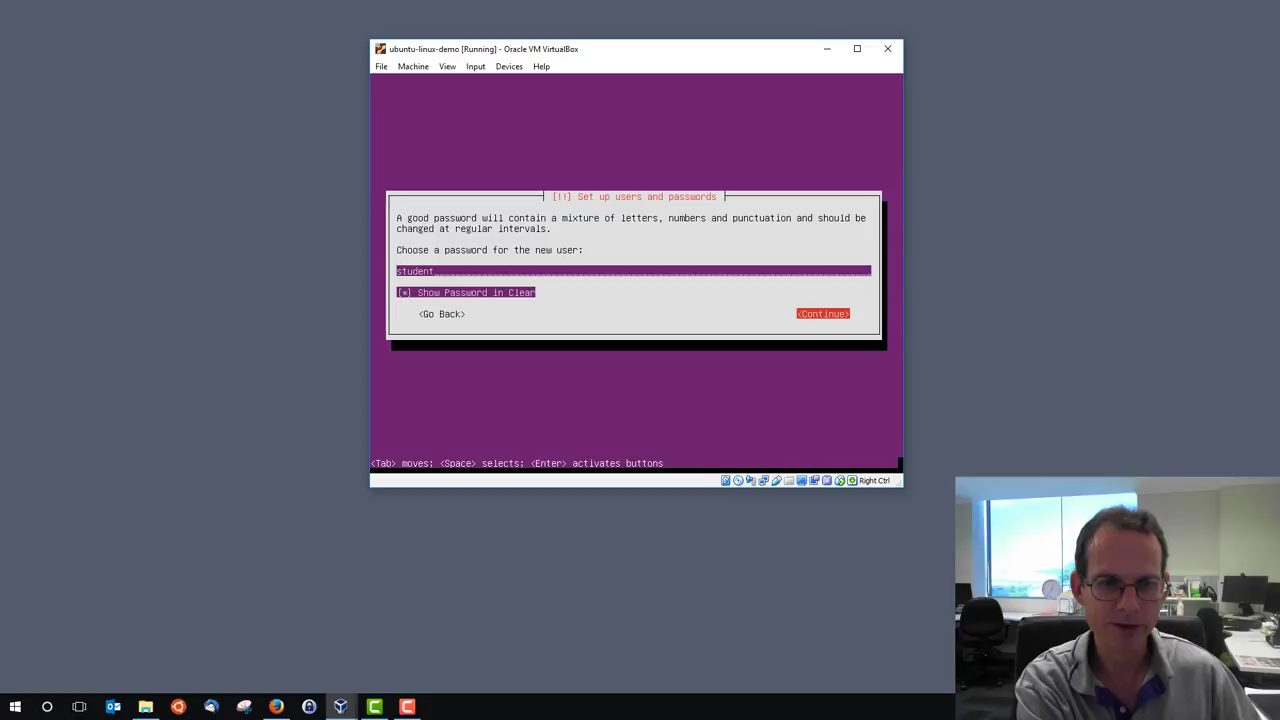 ubuntu-linux-demo [Running] - Oracle VM VirtualBox
File Machine View Input Devices Help
[!!] Set up users and passwords
A good password will contain a mixture of letters, numbers and punctuation and should be
changed at regular intervals.
Choose a password for the new user:
student
[*] Show Password in Clear
<Go Back> <Continue>
<Tab> moves; <Space> selects; <Enter> activates buttons
Right Ctrl